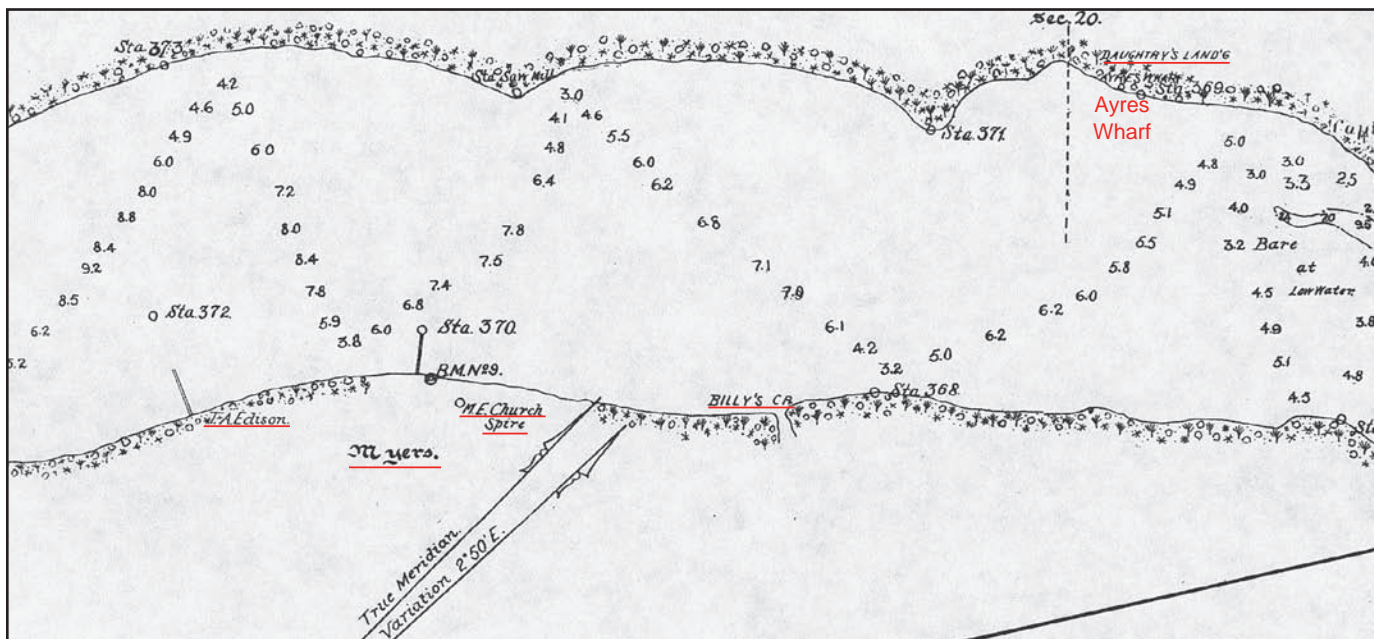 Sec. 20.
Sta. 373
Sta. Saw Mill
DAUGHTRY'S LAND'G
AYRES WHARF
Sta. 369
Ayres
Wharf
4.2
4.6 5.0
4.9
6.0
6.0
8.0
7.2
8.8
8.0
8.4
8.4
9.2
7.8
8.5
5.9
6.0
6.8
7.4
3.8
6.2
5.2
3.0
4.1 4.6
5.5
4.8
6.0
6.4
6.2
6.8
7.8
7.5
7.1
7.9
6.1
4.2
3.2
5.0
6.2
6.2
6.0
5.8
6.5
5.1
4.9
4.8
5.0
Sta. 371
3.0
3.0
3.3
2.5
4.0
3.2 Bare
at
Low Water
4.5
4.9
3.8
5.1
4.8
4.5
Sta. 372
Sta. 370
B.M. Nº 9.
Sta. 368
T.A. Edison.
M.E. Church
Spire
BILLY'S CR.
Myers.
True Meridian.
Variation 2°50'E.